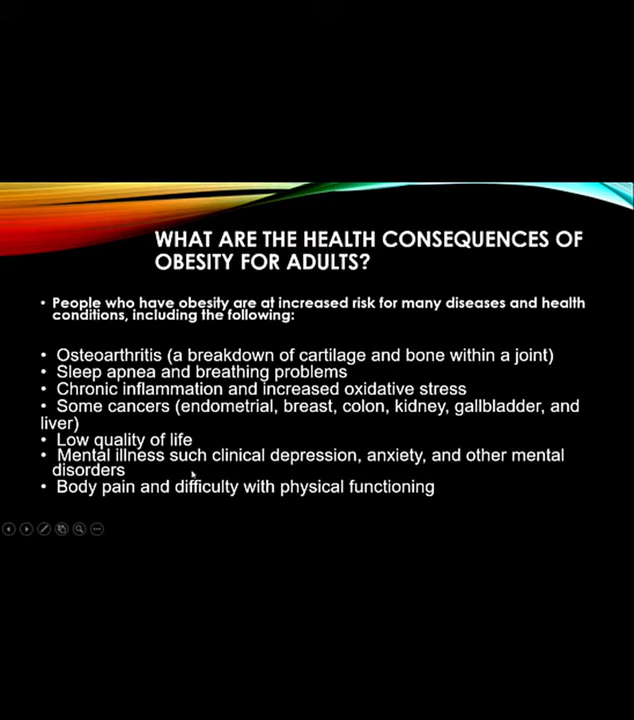 WHAT ARE THE HEALTH CONSEQUENCES OF
OBESITY FOR ADULTS?
• People who have obesity are at increased risk for many diseases and health
conditions, including the following:
• Osteoarthritis (a breakdown of cartilage and bone within a joint)
• Sleep apnea and breathing problems
• Chronic inflammation and increased oxidative stress
• Some cancers (endometrial, breast, colon, kidney, gallbladder, and
liver)
• Low quality of life
• Mental illness such clinical depression, anxiety, and other mental
disorders
• Body pain and difficulty with physical functioning